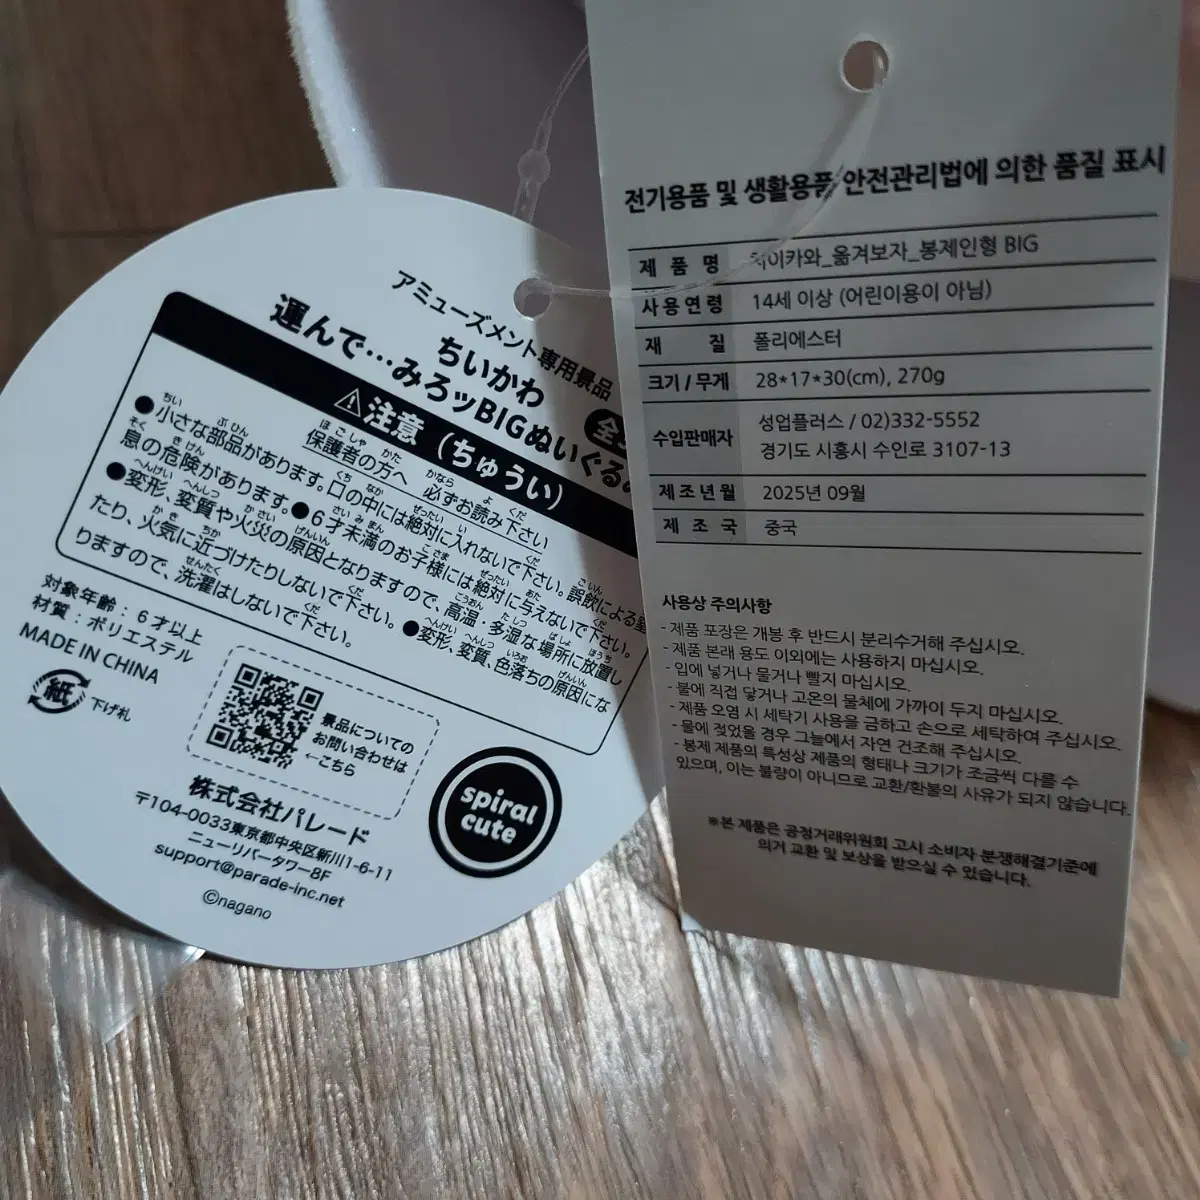 アミューズメント専用景品
ちいかわ
運んで…みろッBIGぬいぐるみ
⚠注意（ちゅうい）
保護者の方へ 必ずお読み下さい
●小さな部品があります。口の中には絶対に入れないで下さい。誤飲による窒
息の危険があります。●6才未満のお子様には絶対に与えないで下さい。
●変形、変質や火災の原因となりますので、高温・多湿な場所に放置し
たり、火気に近づけたりしないで下さい。●変形、変質、色落ちの原因にな
りますので、洗濯はしないで下さい。
対象年齢：6才以上
材質：ポリエステル
MADE IN CHINA
紙
下げ札
景品についての
お問い合わせは
←こちら
株式会社パレード
〒104-0033東京都中央区新川1-6-11
ニューリバータワー8F
support@parade-inc.net
©nagano
spiral
cute
전기용품 및 생활용품 안전관리법에 의한 품질 표시
제품명 치이카와_옮겨보자_봉제인형 BIG
사용연령 14세 이상 (어린이용이 아님)
재질 폴리에스터
크기 / 무게 28*17*30(cm), 270g
수입판매자 성업플러스 / 02)332-5552
경기도 시흥시 수인로 3107-13
제조년월 2025년 09월
제조국 중국
사용상 주의사항
- 제품 포장은 개봉 후 반드시 분리수거해 주십시오.
- 제품 본래 용도 이외에는 사용하지 마십시오.
- 입에 넣거나 물거나 빨지 마십시오.
- 불에 직접 닿거나 고온의 물체에 가까이 두지 마십시오.
- 제품 오염 시 세탁기 사용을 금하고 손으로 세탁하여 주십시오.
- 물에 젖었을 경우 그늘에서 자연 건조해 주십시오.
- 봉제 제품의 특성상 제품의 형태나 크기가 조금씩 다를 수
있으며, 이는 불량이 아니므로 교환/환불의 사유가 되지 않습니다.
※본 제품은 공정거래위원회 고시 소비자 분쟁해결기준에
의거 교환 및 보상을 받으실 수 있습니다.